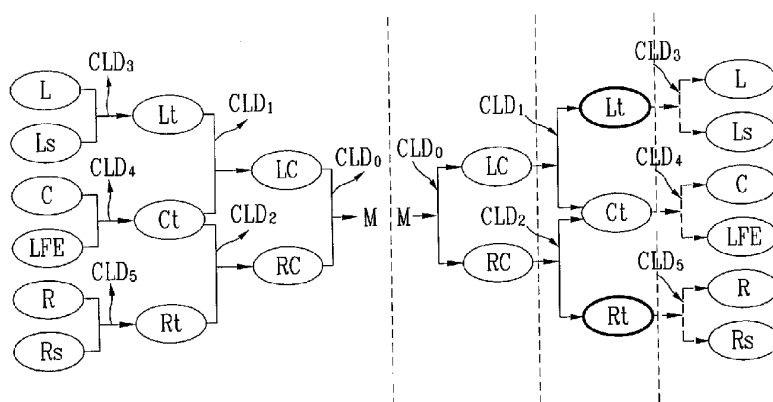 CLD₃
L
Lt
CLD₁
Ls
LC
CLD₀
CLD₄
C
Ct
M
LFE
CLD₂
CLD₅
RC
R
Rt
Rs
CLD₃
L
CLD₁
Lt
Ls
CLD₀
LC
CLD₄
C
M
CLD₂
Ct
LFE
RC
CLD₅
R
Rt
Rs